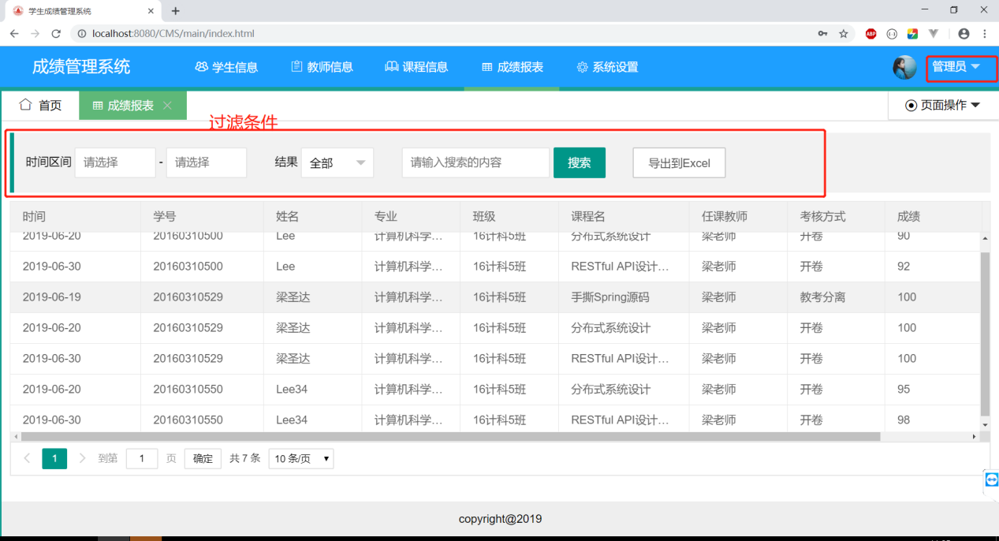 学生成绩管理系统
localhost:8080/CMS/main/index.html
ABP
成绩管理系统 学生信息 教师信息 课程信息 成绩报表 系统设置 管理员
首页 成绩报表 页面操作
过滤条件
时间区间 请选择 - 请选择 结果 全部 请输入搜索的内容 搜索 导出到Excel
时间 学号 姓名 专业 班级 课程名 任课教师 考核方式 成绩
2019-06-20 20160310500 Lee 计算机科学… 16计科5班 分布式系统设计 梁老师 开卷 90
2019-06-30 20160310500 Lee 计算机科学… 16计科5班 RESTful API设计… 梁老师 开卷 92
2019-06-19 20160310529 梁圣达 计算机科学… 16计科5班 手撕Spring源码 梁老师 教考分离 100
2019-06-20 20160310529 梁圣达 计算机科学… 16计科5班 分布式系统设计 梁老师 开卷 100
2019-06-30 20160310529 梁圣达 计算机科学… 16计科5班 RESTful API设计… 梁老师 开卷 100
2019-06-20 20160310550 Lee34 计算机科学… 16计科5班 分布式系统设计 梁老师 开卷 95
2019-06-30 20160310550 Lee34 计算机科学… 16计科5班 RESTful API设计… 梁老师 开卷 98
1 到第 1 页 确定 共 7 条 10 条/页
copyright@2019